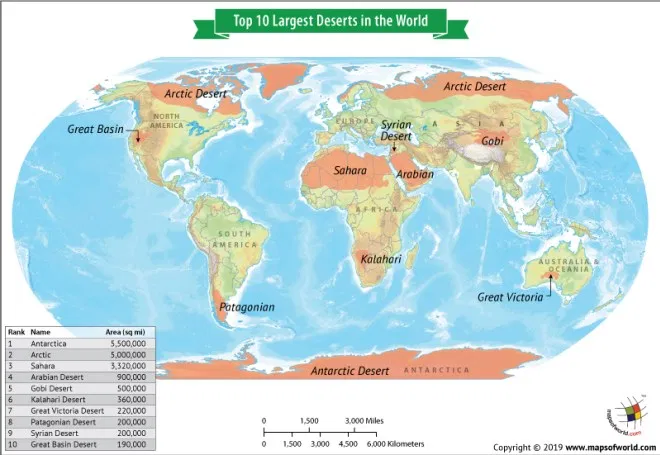 Top 10 Largest Deserts in the World
Arctic Desert
Arctic Desert
NORTH
AMERICA
Great Basin
EUROPE
ASIA
Syrian
Desert
Gobi
Sahara
Arabian
AFRICA
SOUTH
AMERICA
Kalahari
AUSTRALIA &
OCEANIA
Great Victoria
Patagonian
Antarctic Desert
ANTARCTICA
Rank Name Area (sq mi)
1 Antarctica 5,500,000
2 Arctic 5,000,000
3 Sahara 3,320,000
4 Arabian Desert 900,000
5 Gobi Desert 500,000
6 Kalahari Desert 360,000
7 Great Victoria Desert 220,000
8 Patagonian Desert 200,000
9 Syrian Desert 200,000
10 Great Basin Desert 190,000
0 1,500 3,000 Miles
0 1,500 3,000 4,500 6,000 Kilometers
mapsofworld.com
Copyright © 2019 www.mapsofworld.com